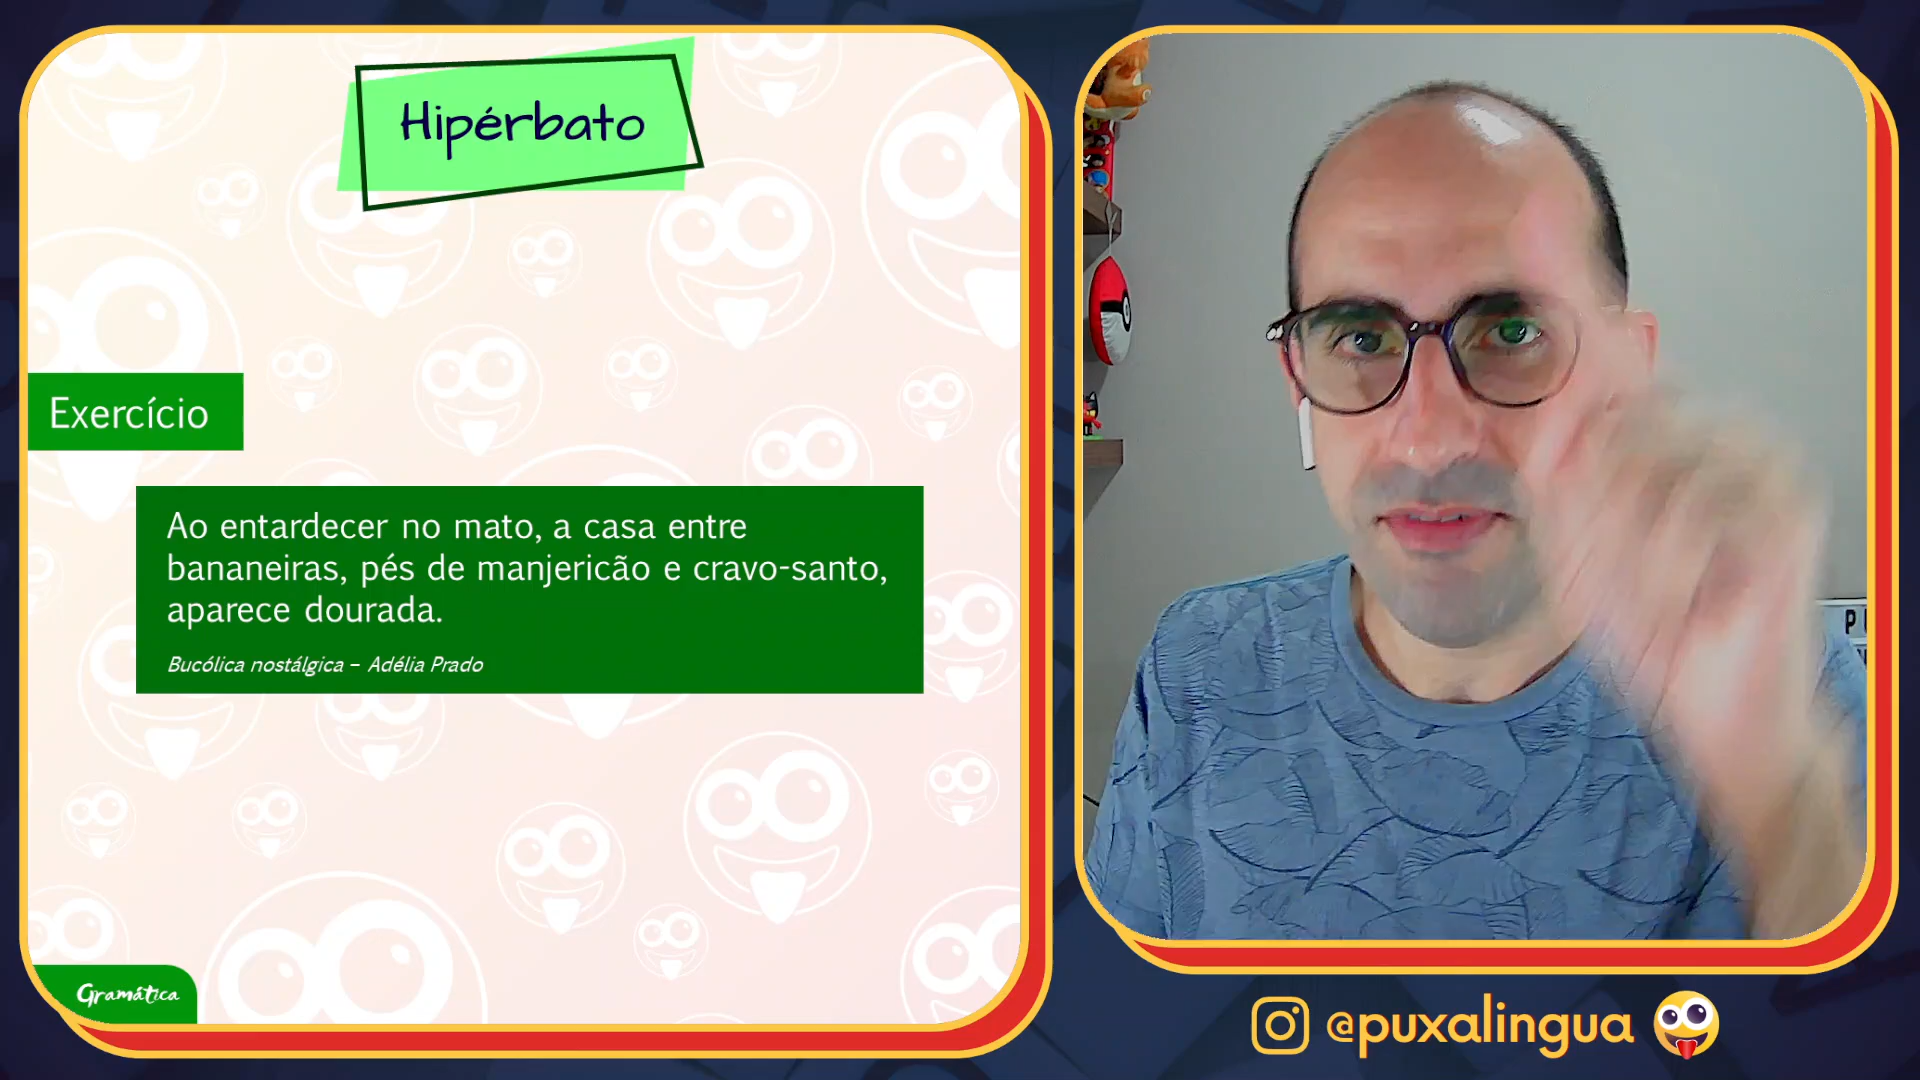 Hipérbato
Exercício
Ao entardecer no mato, a casa entre
bananeiras, pés de manjericão e cravo-santo,
aparece dourada.
Bucólica nostálgica – Adélia Prado
Gramática
@puxalingua